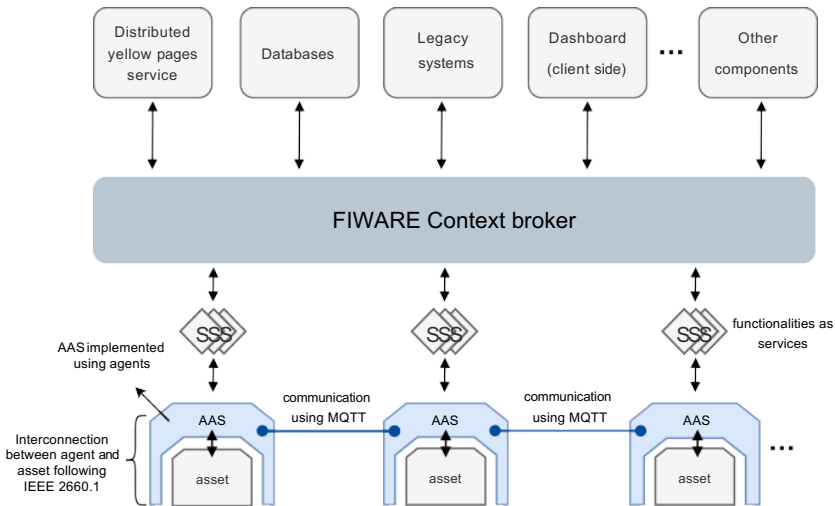 Distributed
yellow pages
service
Databases
Legacy
systems
Dashboard
(client side)
...
Other
components
FIWARE Context broker
SSS
SSS
SSS
functionalities as
services
AAS implemented
using agents
communication
using MQTT
communication
using MQTT
AAS
AAS
AAS
Interconnection
between agent and
asset following
IEEE 2660.1
asset
asset
asset
...